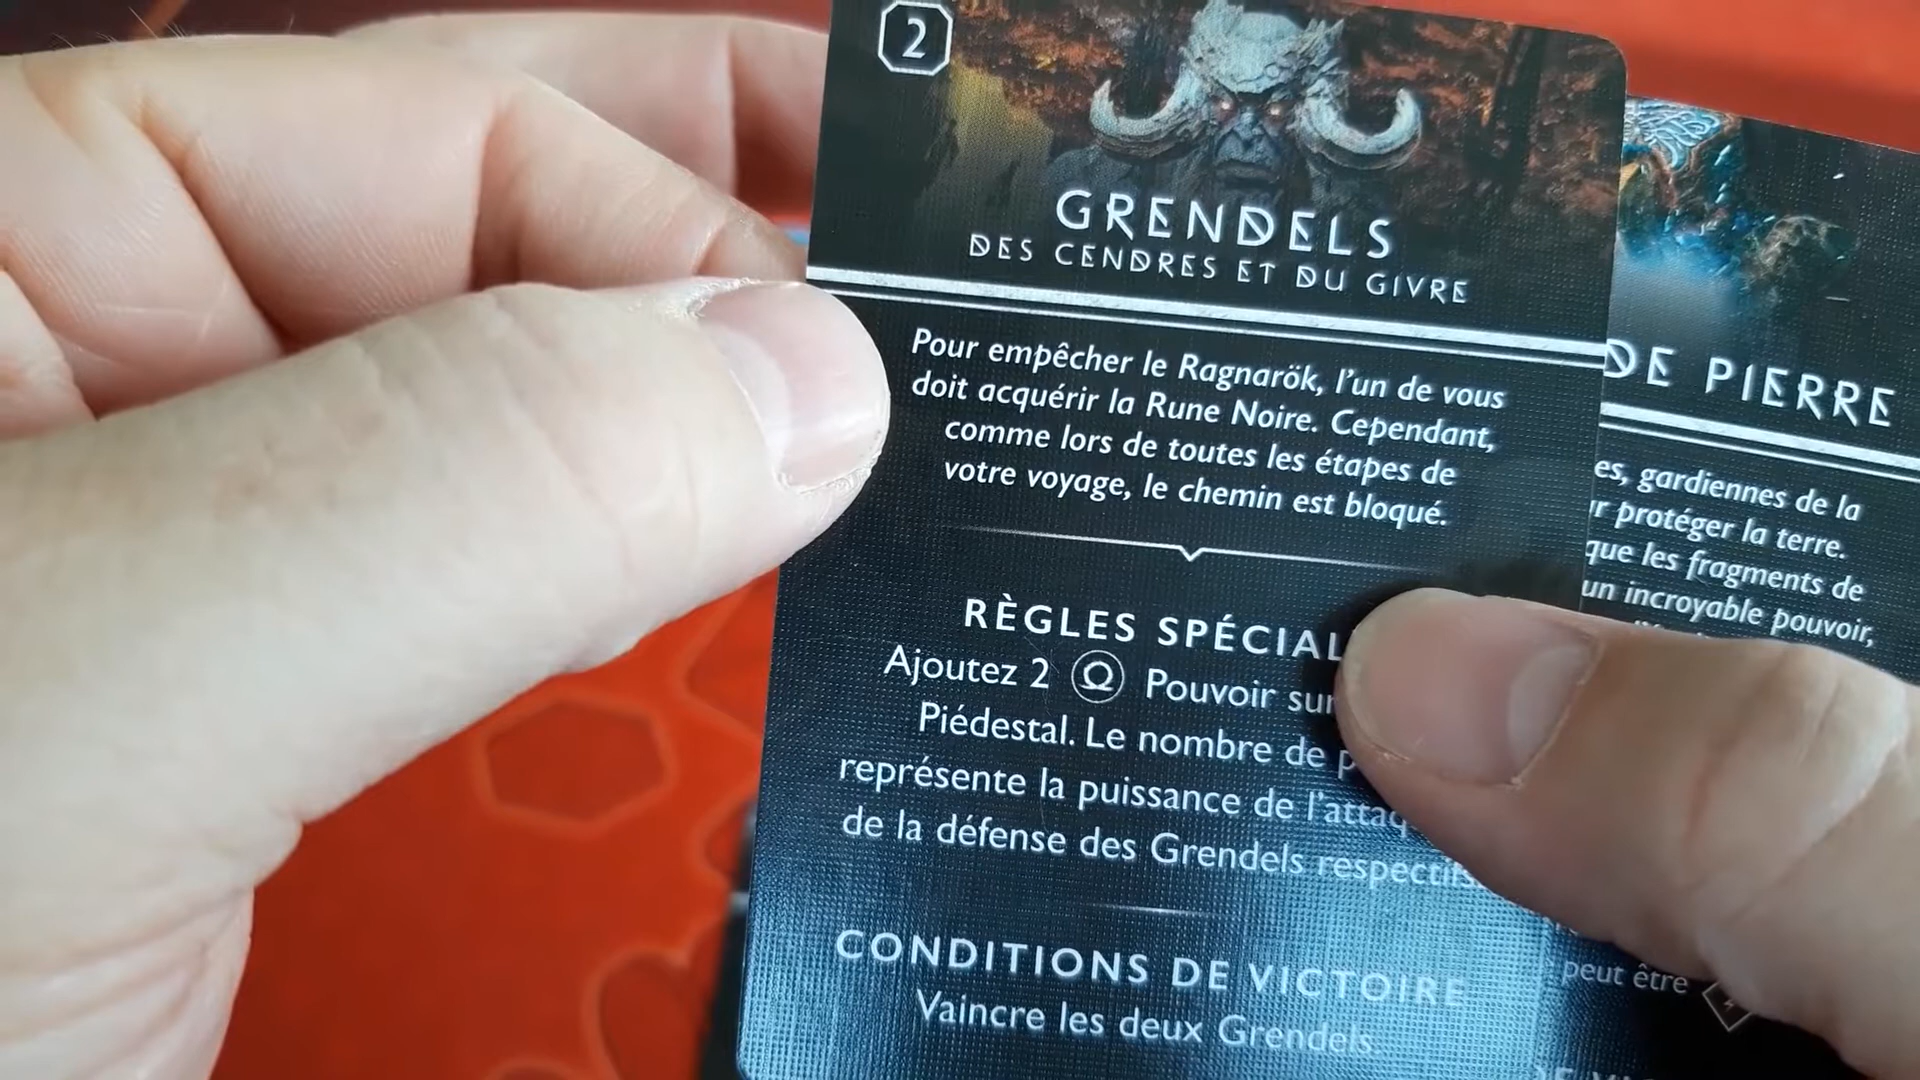 2
GRENDELS
DES CENDRES ET DU GIVRE
Pour empêcher le Ragnarök, l'un de vous
doit acquérir la Rune Noire. Cependant,
comme lors de toutes les étapes de
votre voyage, le chemin est bloqué.
RÈGLES SPÉCIAL
Ajoutez 2 Ω Pouvoir sur
Piédestal. Le nombre de p
représente la puissance de l'attaq
de la défense des Grendels respectifs.
CONDITIONS DE VICTOIRE
Vaincre les deux Grendels.
DE PIERRE
es, gardiennes de la
r protéger la terre.
que les fragments de
un incroyable pouvoir,
peut être